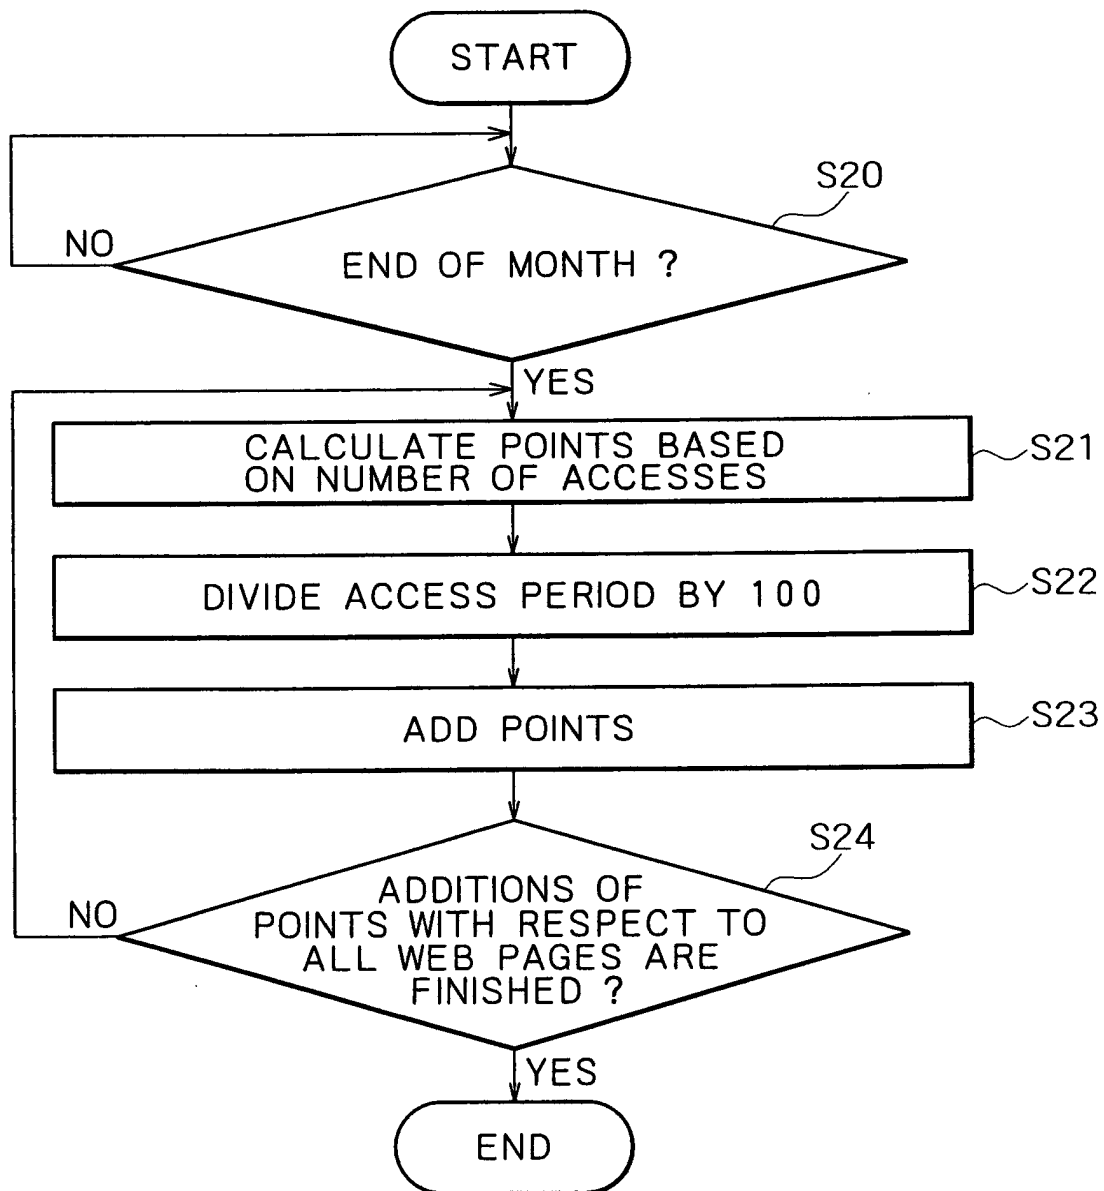 START
S20
NO
END OF MONTH ?
YES
CALCULATE POINTS BASED
ON NUMBER OF ACCESSES
S21
DIVIDE ACCESS PERIOD BY 100
S22
ADD POINTS
S23
S24
NO
ADDITIONS OF
POINTS WITH RESPECT TO
ALL WEB PAGES ARE
FINISHED ?
YES
END